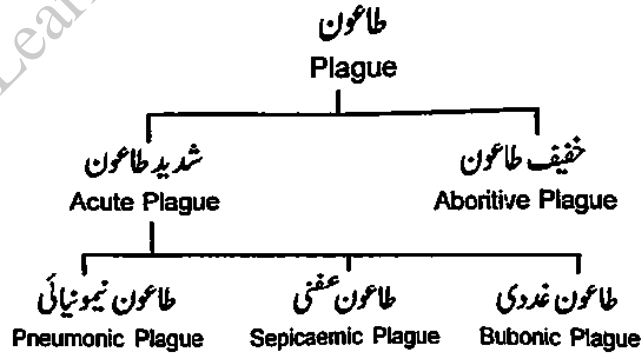 طاعون
Plague
خفیف طاعون
Aboritive Plague
شدید طاعون
Acute Plague
طاعون غددی
Bubonic Plague
طاعون عفنی
Sepicaemic Plague
طاعون نیمونیائی
Pneumonic Plague